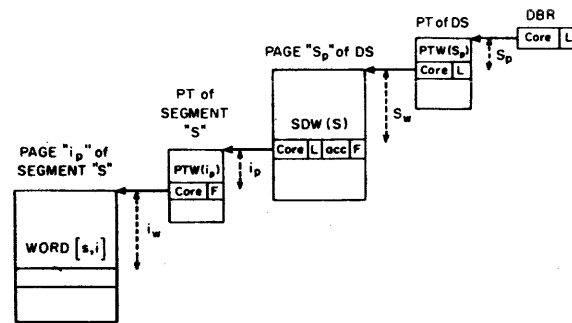 DBR
Core L
PT of DS
PTW(Sp)
Core L
Sp
PAGE "Sp" of DS
SDW(S)
Core L acc F
Sw
PT of
SEGMENT
"S"
PTW(ip)
Core F
ip
PAGE "ip" of
SEGMENT "S"
WORD [s,i]
iw